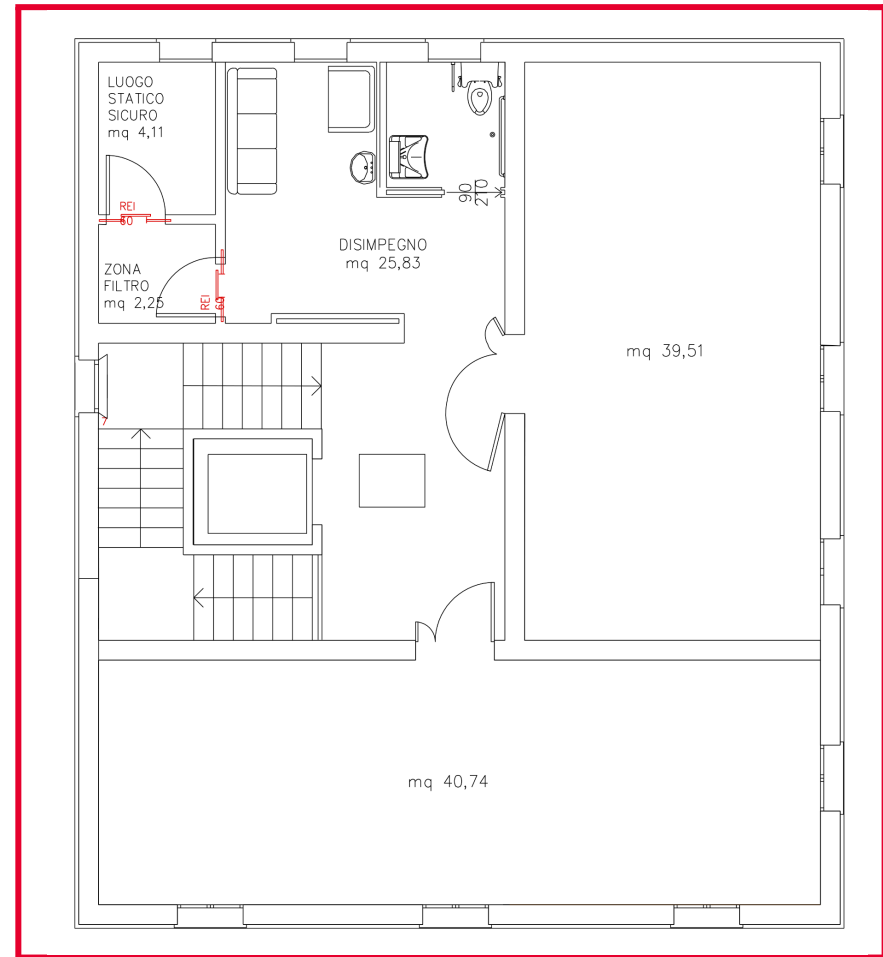 LUOGO
STATICO
SICURO
mq 4,11
REI
60
90
210
DISIMPEGNO
mq 25,83
ZONA
FILTRO
mq 2,25
REI
60
mq 39,51
7
mq 40,74